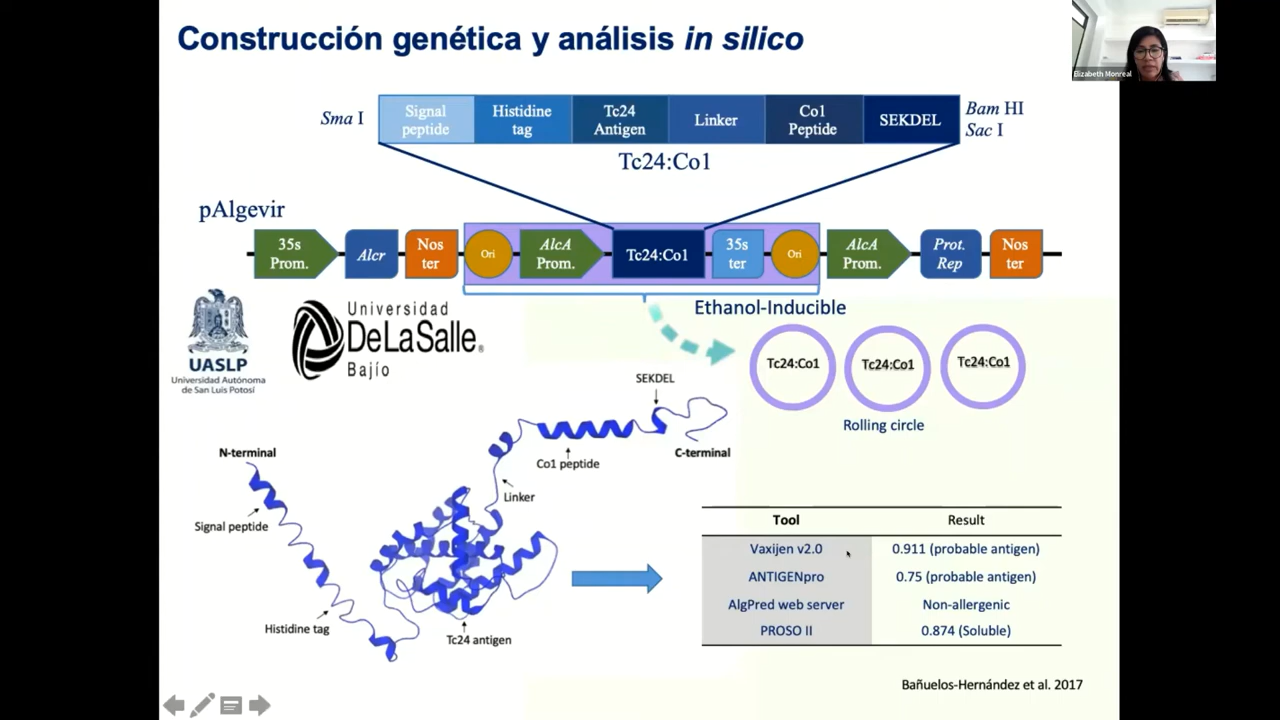 Construcción genética y análisis in silico
Elizabeth Monreal
Sma I
Signal
peptide
Histidine
tag
Tc24
Antigen
Linker
Co1
Peptide
SEKDEL
Bam HI
Sac I
Tc24:Co1
pAlgevir
35s
Prom.
Alcr
Nos
ter
Ori
AlcA
Prom.
Tc24:Co1
35s
ter
Ori
AlcA
Prom.
Prot.
Rep
Nos
ter
Ethanol-Inducible
UASLP
Universidad Autónoma
de San Luis Potosí
Universidad
DeLaSalle®
Bajío
Tc24:Co1
Tc24:Co1
Tc24:Co1
Rolling circle
SEKDEL
N-terminal
C-terminal
Co1 peptide
Linker
Signal peptide
Histidine tag
Tc24 antigen
Tool Result
Vaxijen v2.0 0.911 (probable antigen)
ANTIGENpro 0.75 (probable antigen)
AlgPred web server Non-allergenic
PROSO II 0.874 (Soluble)
Bañuelos-Hernández et al. 2017